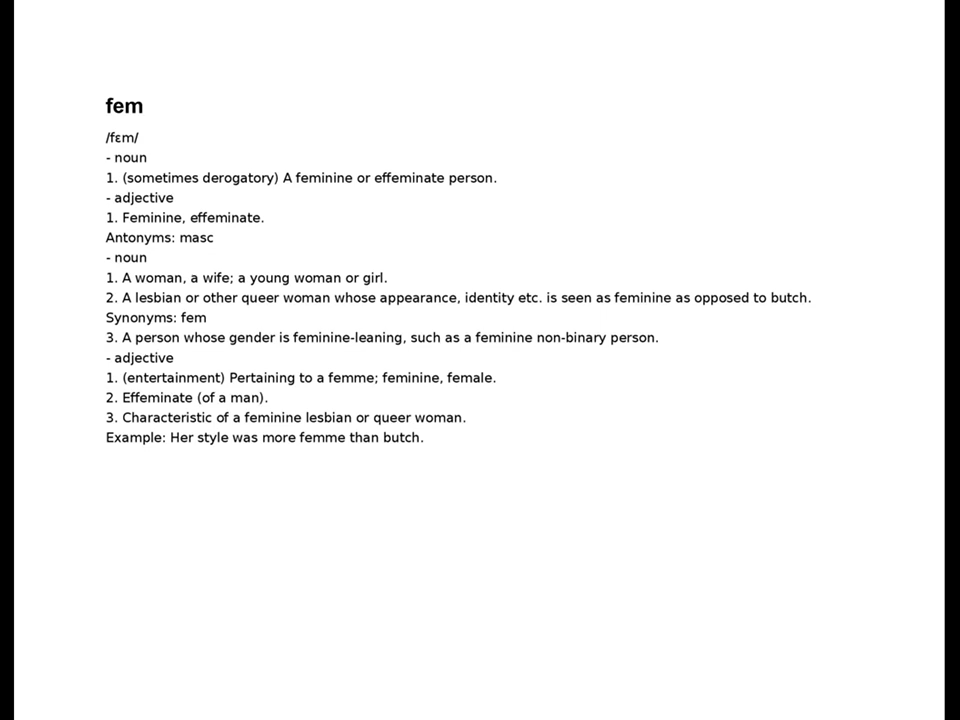 fem
/fɛm/
- noun
1. (sometimes derogatory) A feminine or effeminate person.
- adjective
1. Feminine, effeminate.
Antonyms: masc
- noun
1. A woman, a wife; a young woman or girl.
2. A lesbian or other queer woman whose appearance, identity etc. is seen as feminine as opposed to butch.
Synonyms: fem
3. A person whose gender is feminine-leaning, such as a feminine non-binary person.
- adjective
1. (entertainment) Pertaining to a femme; feminine, female.
2. Effeminate (of a man).
3. Characteristic of a feminine lesbian or queer woman.
Example: Her style was more femme than butch.